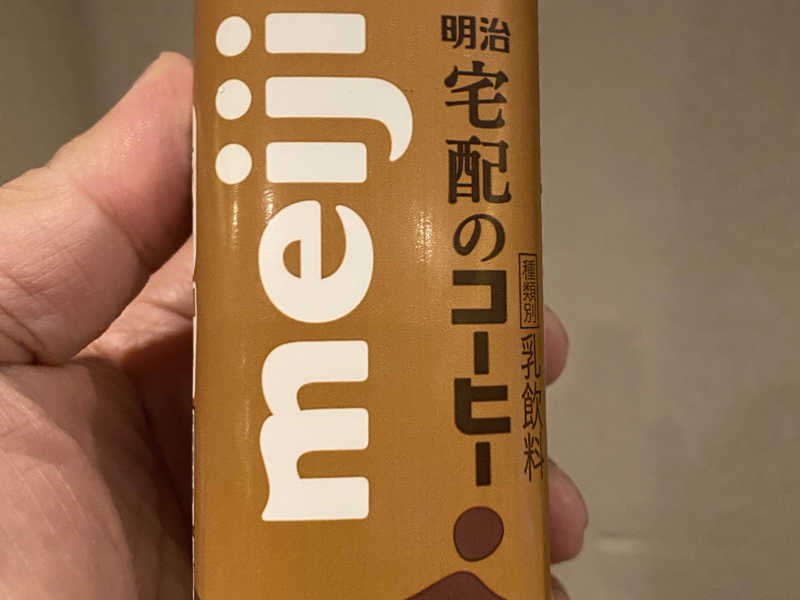 meiji
明治
宅配のコーヒー
種類別
乳飲料